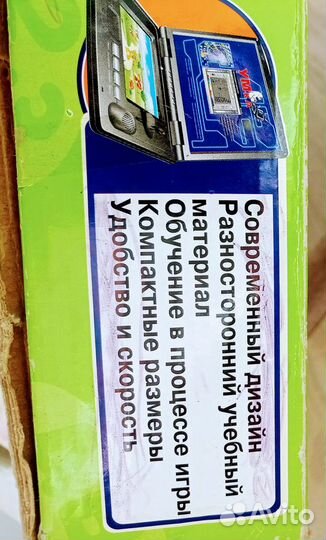 Современный дизайн
Разносторонний учебный
материал
Обучение в процессе игры
Компактные размеры
Удобство и скорость
Avito